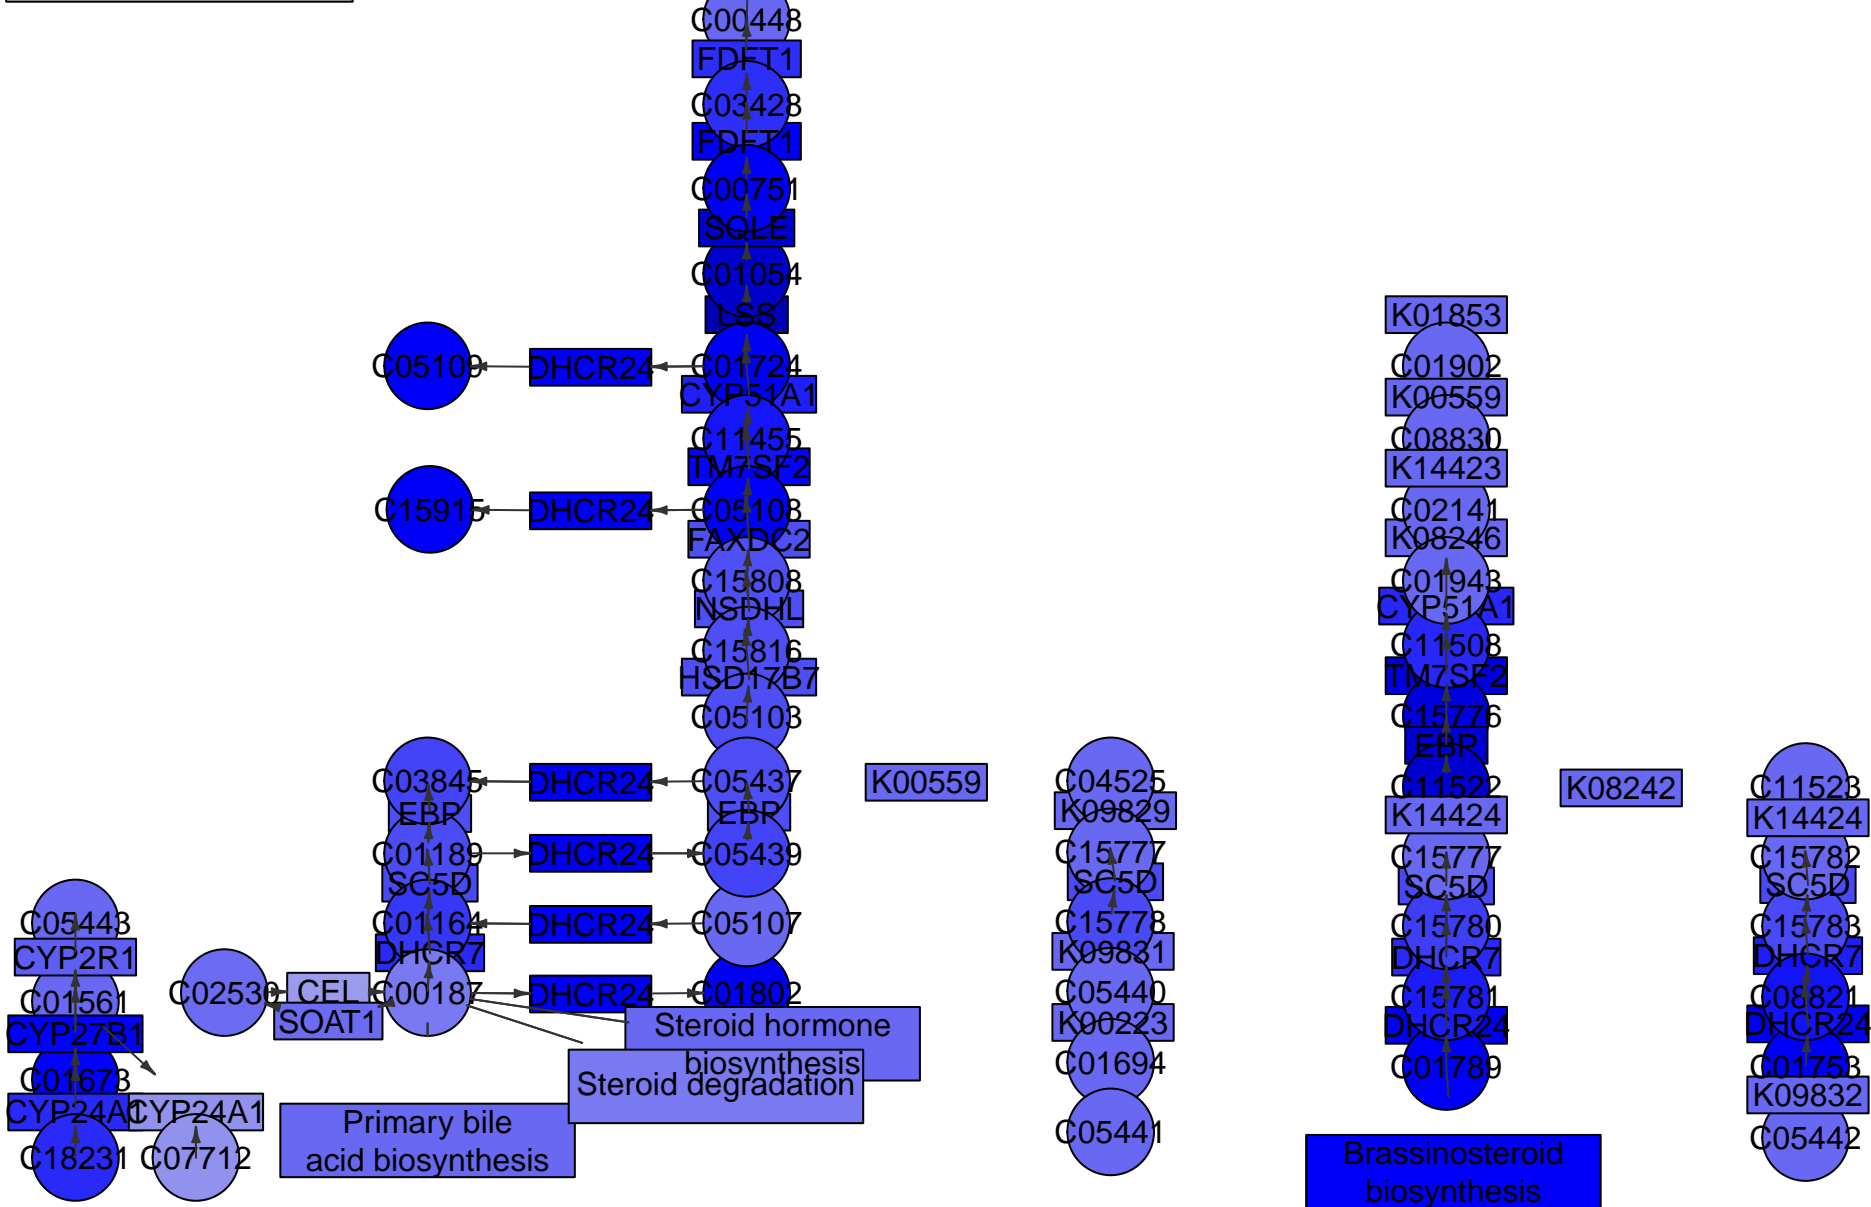 C00448
FDFT1
C03428
FDFT1
C00751
SQLE
C01054
LSS
C05109
DHCR24
C01724
CYP51A1
C11455
TM7SF2
C15915
DHCR24
C05108
FAXDC2
C15808
NSDHL
C15816
HSD17B7
C05103
C03845
DHCR24
C05437
EBP
EBP
C01189
DHCR24
C05439
SC5D
C01164
DHCR24
C05107
DHCR7
C02530
CEL
SOAT1
C00187
DHCR24
C01802
Steroid hormone
biosynthesis
Steroid degradation
Primary bile
acid biosynthesis
C05443
CYP2R1
C01561
CYP27B1
C01673
CYP24A1
CYP24A1
C18231
C07712
K00559
C04525
K09829
C15777
SC5D
C15778
K09831
C05440
K00223
C01694
C05441
K01853
C01902
K00559
C08830
K14423
C02141
K08246
C01943
CYP51A1
C11508
TM7SF2
C15776
EBP
C11522
K14424
C15777
SC5D
C15780
DHCR7
C15781
DHCR24
C01789
Brassinosteroid
biosynthesis
K08242
C11523
K14424
C15782
SC5D
C15783
DHCR7
C08821
DHCR24
C01753
K09832
C05442